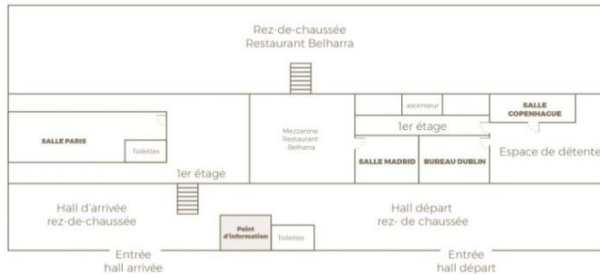 Rez-de-chaussée
Restaurant Belharra
ascenseur
SALLE
COPENHAGUE
SALLE PARIS
Toilettes
Mezzanine
Restaurant
Belharra
1er étage
SALLE MADRID
BUREAU DUBLIN
Espace de détente
1er étage
Hall d'arrivée
rez-de-chaussée
Hall départ
rez- de chaussée
Point
d'information
Toilettes
Entrée
hall arrivée
Entrée
hall départ